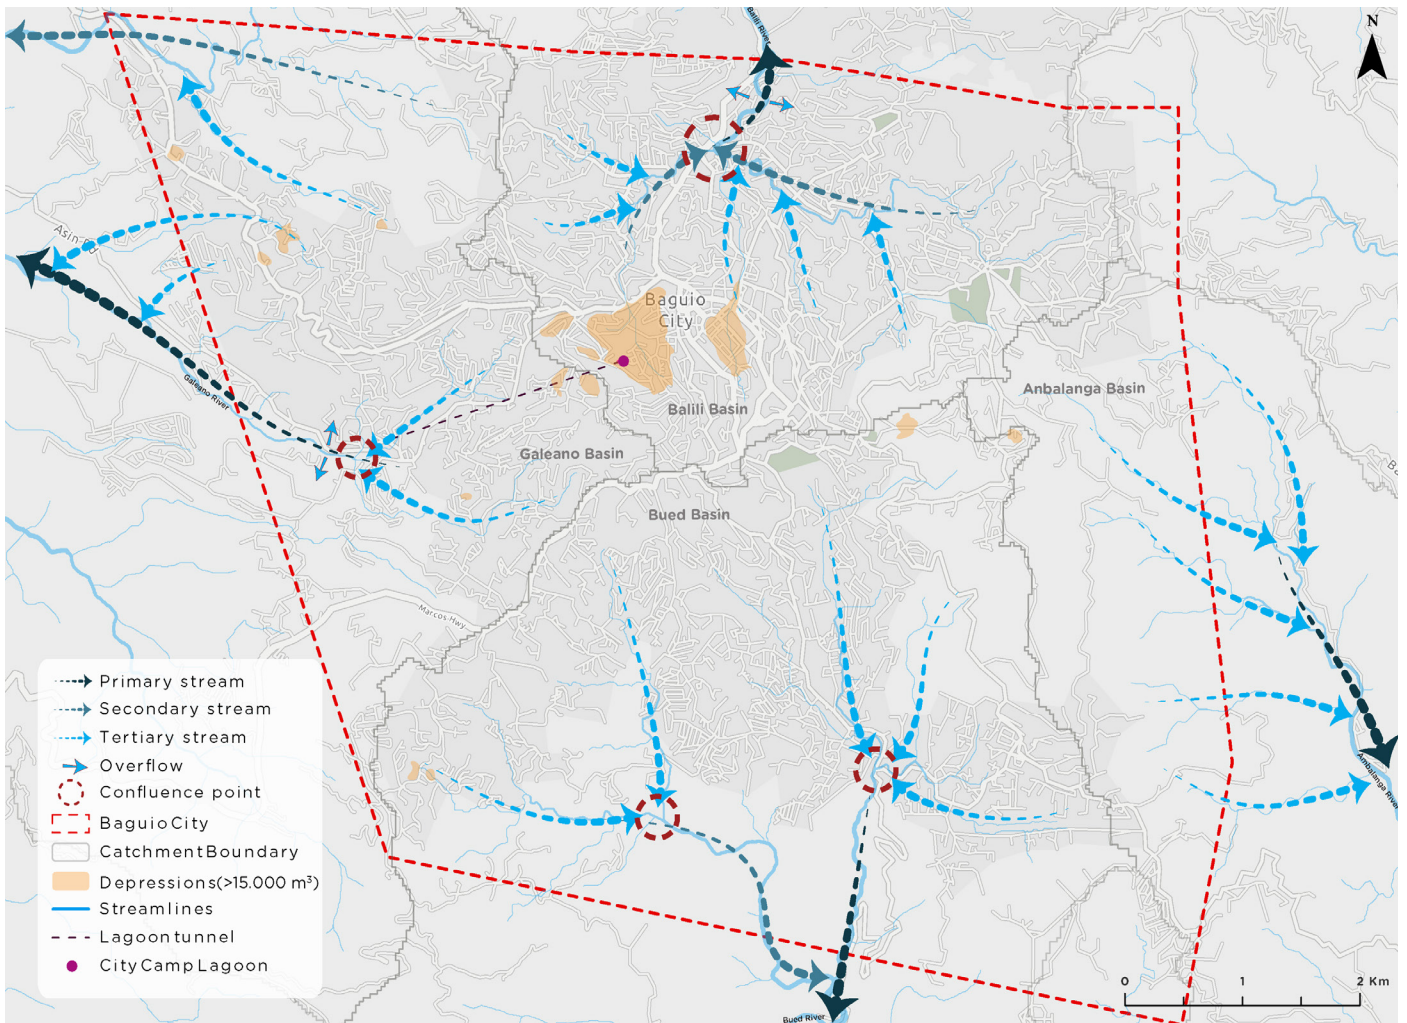 Balili River
N
Asin Rd
Baguio
City
Galeano River
Anbalanga Basin
Balili Basin
Galeano Basin
Bued Basin
Marcos Hwy
Ambalanga River
Bued River
Primary stream
Secondary stream
Tertiary stream
Overflow
Confluence point
Baguio City
Catchment Boundary
Depressions(>15.000 m³)
Streamlines
Lagoon tunnel
City Camp Lagoon
0 1 2 Km